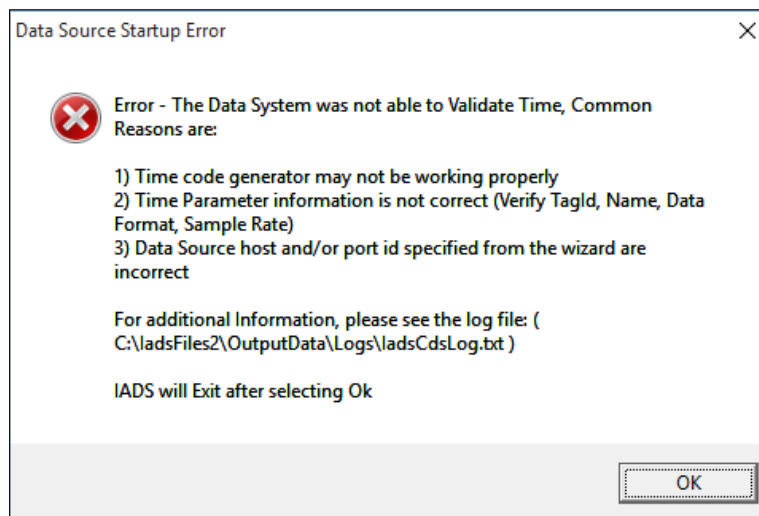 Data Source Startup Error
Error - The Data System was not able to Validate Time, Common
Reasons are:
1) Time code generator may not be working properly
2) Time Parameter information is not correct (Verify TagId, Name, Data
Format, Sample Rate)
3) Data Source host and/or port id specified from the wizard are
incorrect
For additional Information, please see the log file: (
C:\IadsFiles2\OutputData\Logs\IadsCdsLog.txt )
IADS will Exit after selecting Ok
OK